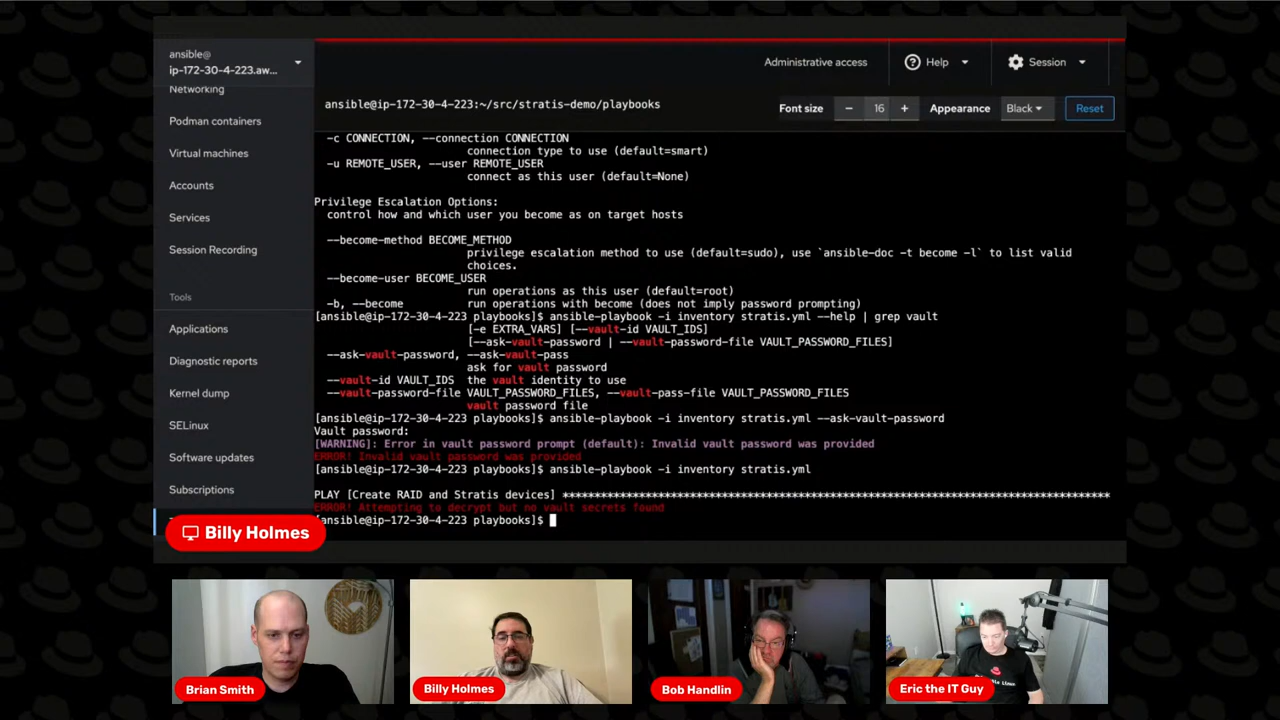 ansible@
ip-172-30-4-223.aw...
Administrative access
Help
Session
Networking
Podman containers
Virtual machines
Accounts
Services
Session Recording
Tools
Applications
Diagnostic reports
Kernel dump
SELinux
Software updates
Subscriptions
ansible@ip-172-30-4-223:~/src/stratis-demo/playbooks
Font size
16
Appearance
Black
Reset
-c CONNECTION, --connection CONNECTION
connection type to use (default=smart)
-u REMOTE_USER, --user REMOTE_USER
connect as this user (default=None)
Privilege Escalation Options:
control how and which user you become as on target hosts
--become-method BECOME_METHOD
privilege escalation method to use (default=sudo), use `ansible-doc -t become -l` to list valid
choices.
--become-user BECOME_USER
run operations as this user (default=root)
-b, --become run operations with become (does not imply password prompting)
[ansible@ip-172-30-4-223 playbooks]$ ansible-playbook -i inventory stratis.yml --help | grep vault
[-e EXTRA_VARS] [--vault-id VAULT_IDS]
[--ask-vault-password | --vault-password-file VAULT_PASSWORD_FILES]
--ask-vault-password, --ask-vault-pass
ask for vault password
--vault-id VAULT_IDS the vault identity to use
--vault-password-file VAULT_PASSWORD_FILES, --vault-pass-file VAULT_PASSWORD_FILES
vault password file
[ansible@ip-172-30-4-223 playbooks]$ ansible-playbook -i inventory stratis.yml --ask-vault-password
Vault password:
[WARNING]: Error in vault password prompt (default): Invalid vault password was provided
ERROR! Invalid vault password was provided
[ansible@ip-172-30-4-223 playbooks]$ ansible-playbook -i inventory stratis.yml
PLAY [Create RAID and Stratis devices] *******************************************************************************************
ERROR! Attempting to decrypt but no vault secrets found
[ansible@ip-172-30-4-223 playbooks]$
Billy Holmes
Brian Smith
Billy Holmes
Bob Handlin
Eric the IT Guy